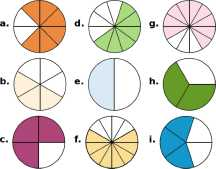 a. d. g.
b. e. h.
c. f. i.